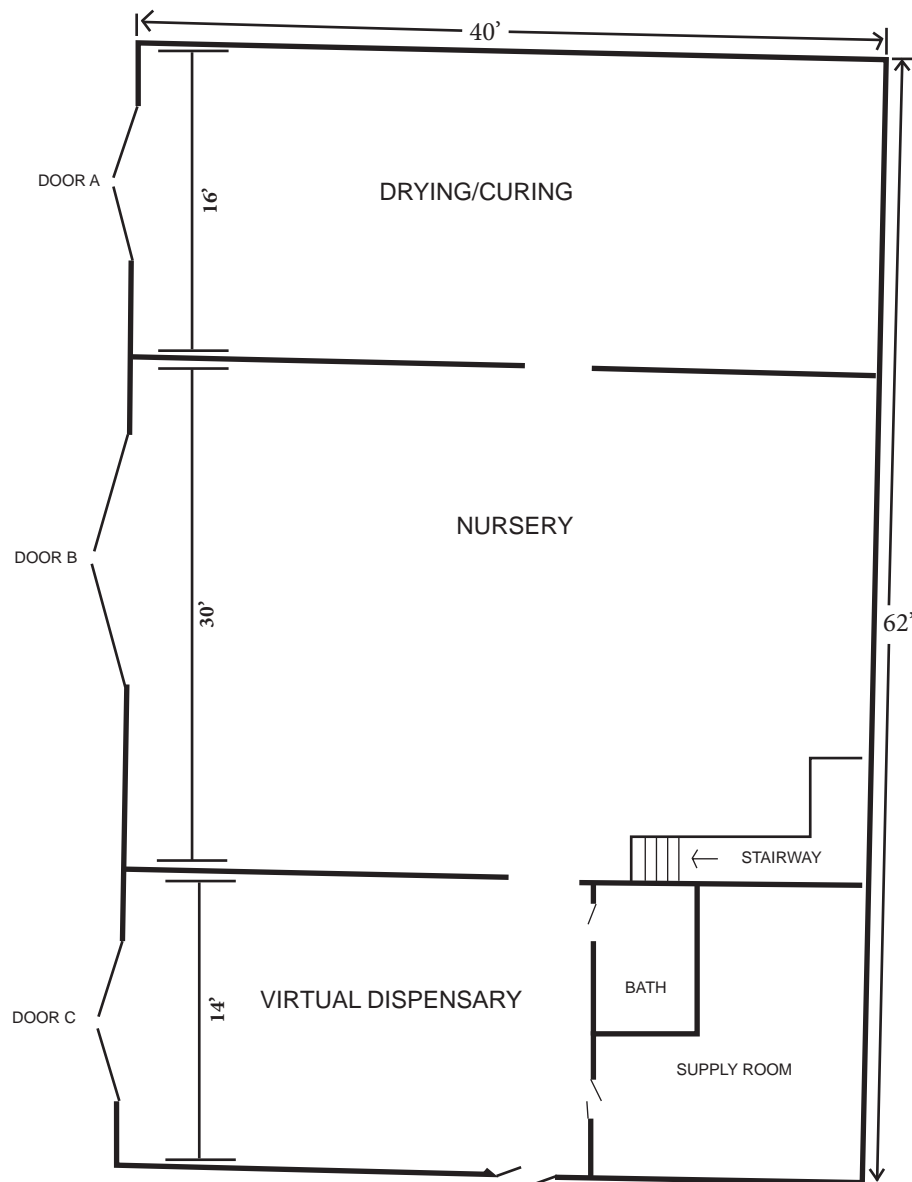 40’
DOOR A
16’
DRYING/CURING
NURSERY
DOOR B
30’
62’
STAIRWAY
BATH
VIRTUAL DISPENSARY
14’
DOOR C
SUPPLY ROOM